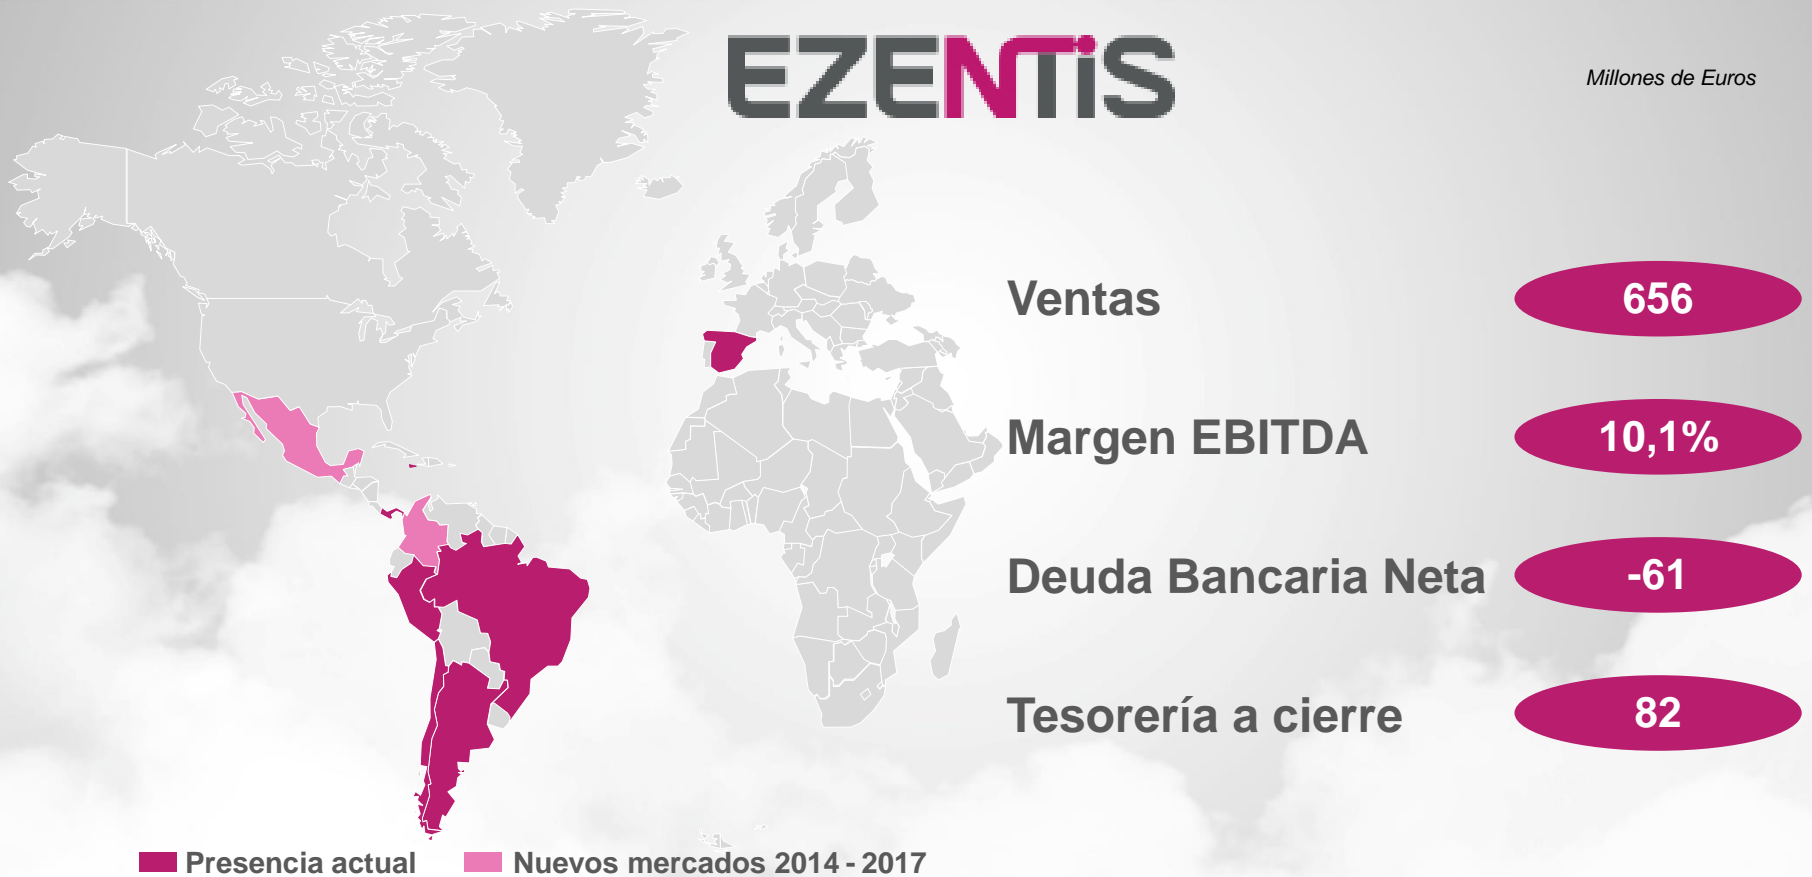 EZENTiS
Millones de Euros
Ventas
656
Margen EBITDA
10,1%
Deuda Bancaria Neta
-61
Tesorería a cierre
82
Presencia actual
Nuevos mercados 2014 - 2017